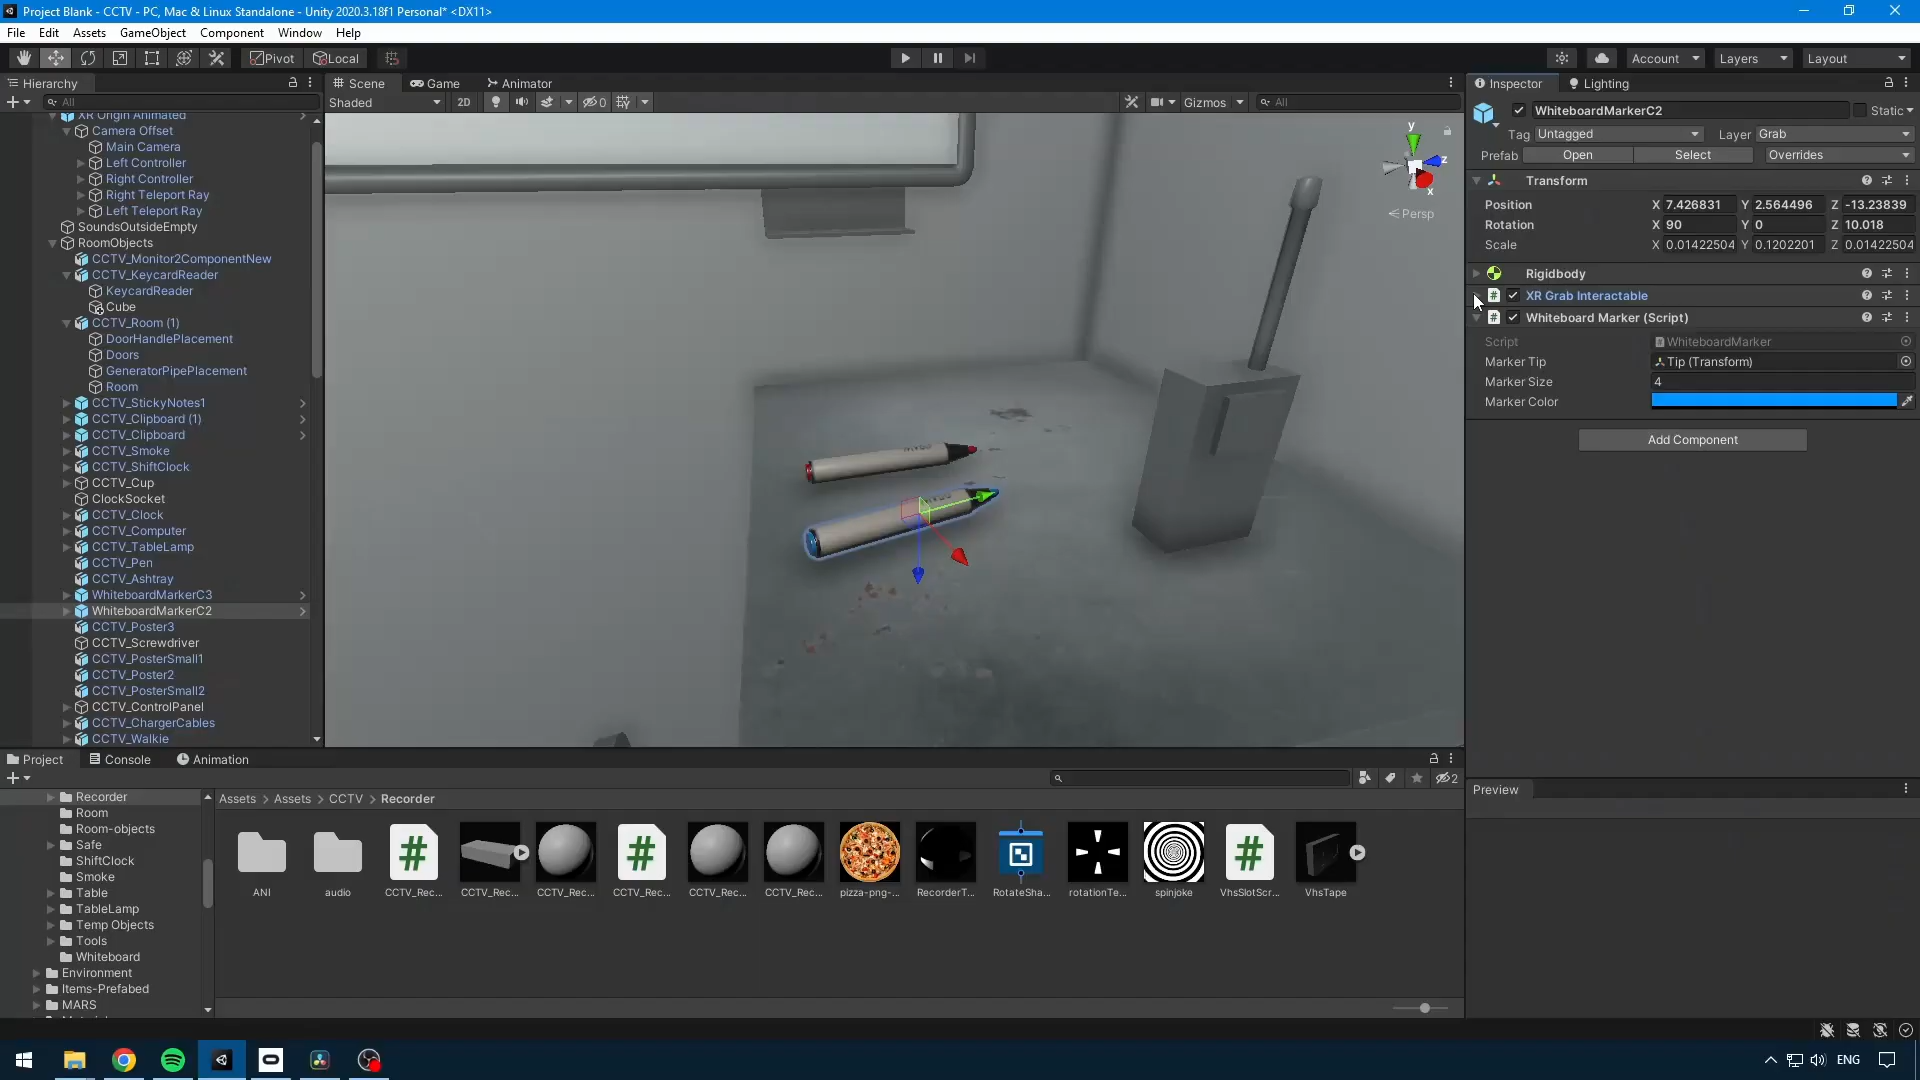 Project Blank - CCTV - PC, Mac & Linux Standalone - Unity 2020.3.18f1 Personal* <DX11>
File Edit Assets GameObject Component Window Help
Pivot Local
Account Layers Layout
Hierarchy
All
XR Origin Animated
Camera Offset
Main Camera
Left Controller
Right Controller
Right Teleport Ray
Left Teleport Ray
SoundsOutsideEmpty
RoomObjects
CCTV_Monitor2ComponentNew
CCTV_KeycardReader
KeycardReader
Cube
CCTV_Room (1)
DoorHandlePlacement
Doors
GeneratorPipePlacement
Room
CCTV_StickyNotes1
CCTV_Clipboard (1)
CCTV_Clipboard
CCTV_Smoke
CCTV_ShiftClock
CCTV_Cup
ClockSocket
CCTV_Clock
CCTV_Computer
CCTV_TableLamp
CCTV_Pen
CCTV_Ashtray
WhiteboardMarkerC3
WhiteboardMarkerC2
CCTV_Poster3
CCTV_Screwdriver
CCTV_PosterSmall1
CCTV_Poster2
CCTV_PosterSmall2
CCTV_ControlPanel
CCTV_ChargerCables
CCTV_Walkie
Scene Game Animator
Shaded 2D 0 Gizmos All
y
z
x
Persp
Inspector Lighting
WhiteboardMarkerC2 Static
Tag Untagged Layer Grab
Prefab Open Select Overrides
Transform
Position X 7.426831 Y 2.564496 Z -13.23839
Rotation X 90 Y 0 Z 10.018
Scale X 0.01422504 Y 0.1202201 Z 0.01422504
Rigidbody
XR Grab Interactable
Whiteboard Marker (Script)
Script WhiteboardMarker
Marker Tip Tip (Transform)
Marker Size 4
Marker Color
Add Component
Preview
Project Console Animation
2
Recorder
Room
Room-objects
Safe
ShiftClock
Smoke
Table
TableLamp
Temp Objects
Tools
Whiteboard
Environment
Items-Prefabed
MARS
Assets > Assets > CCTV > Recorder
ANI audio CCTV_Rec... CCTV_Rec... CCTV_Rec... CCTV_Rec... CCTV_Rec... CCTV_Rec... pizza-png-... RecorderT... RotateSha... rotationTe... spinjoke VhsSlotScr... VhsTape
ENG